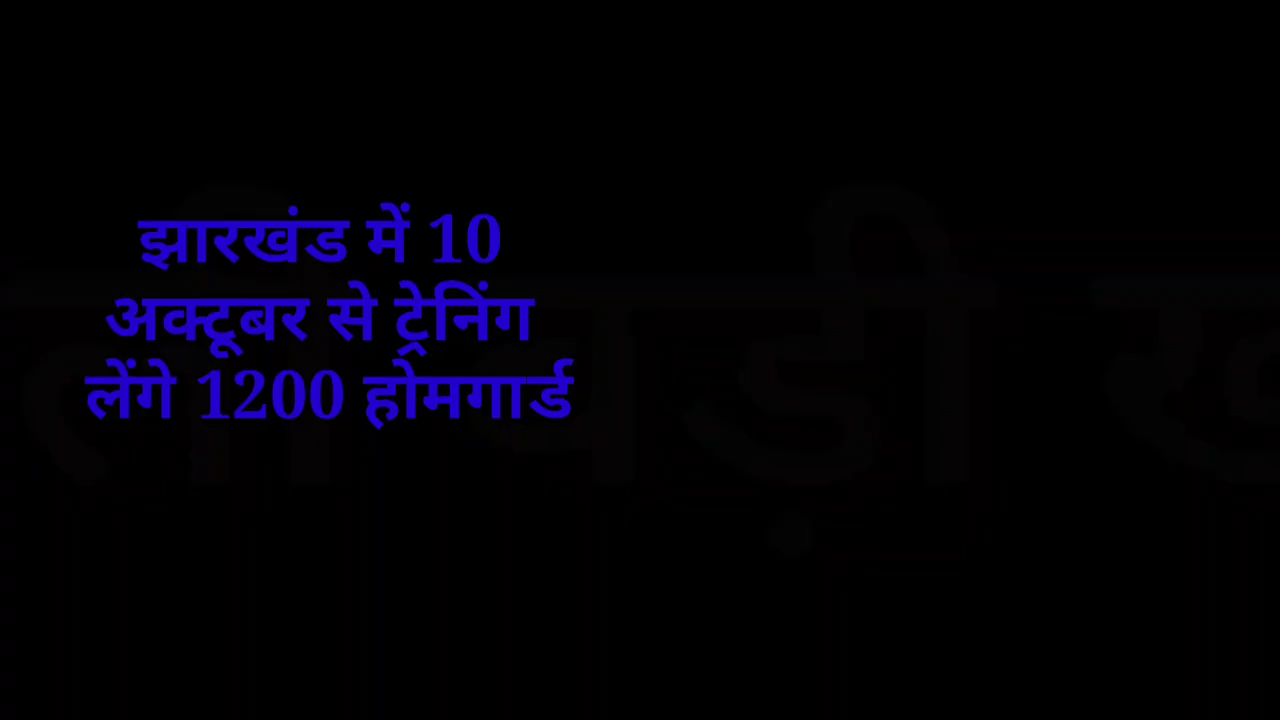 झारखंड में 10
अक्टूबर से ट्रेनिंग
लेंगे 1200 होमगार्ड